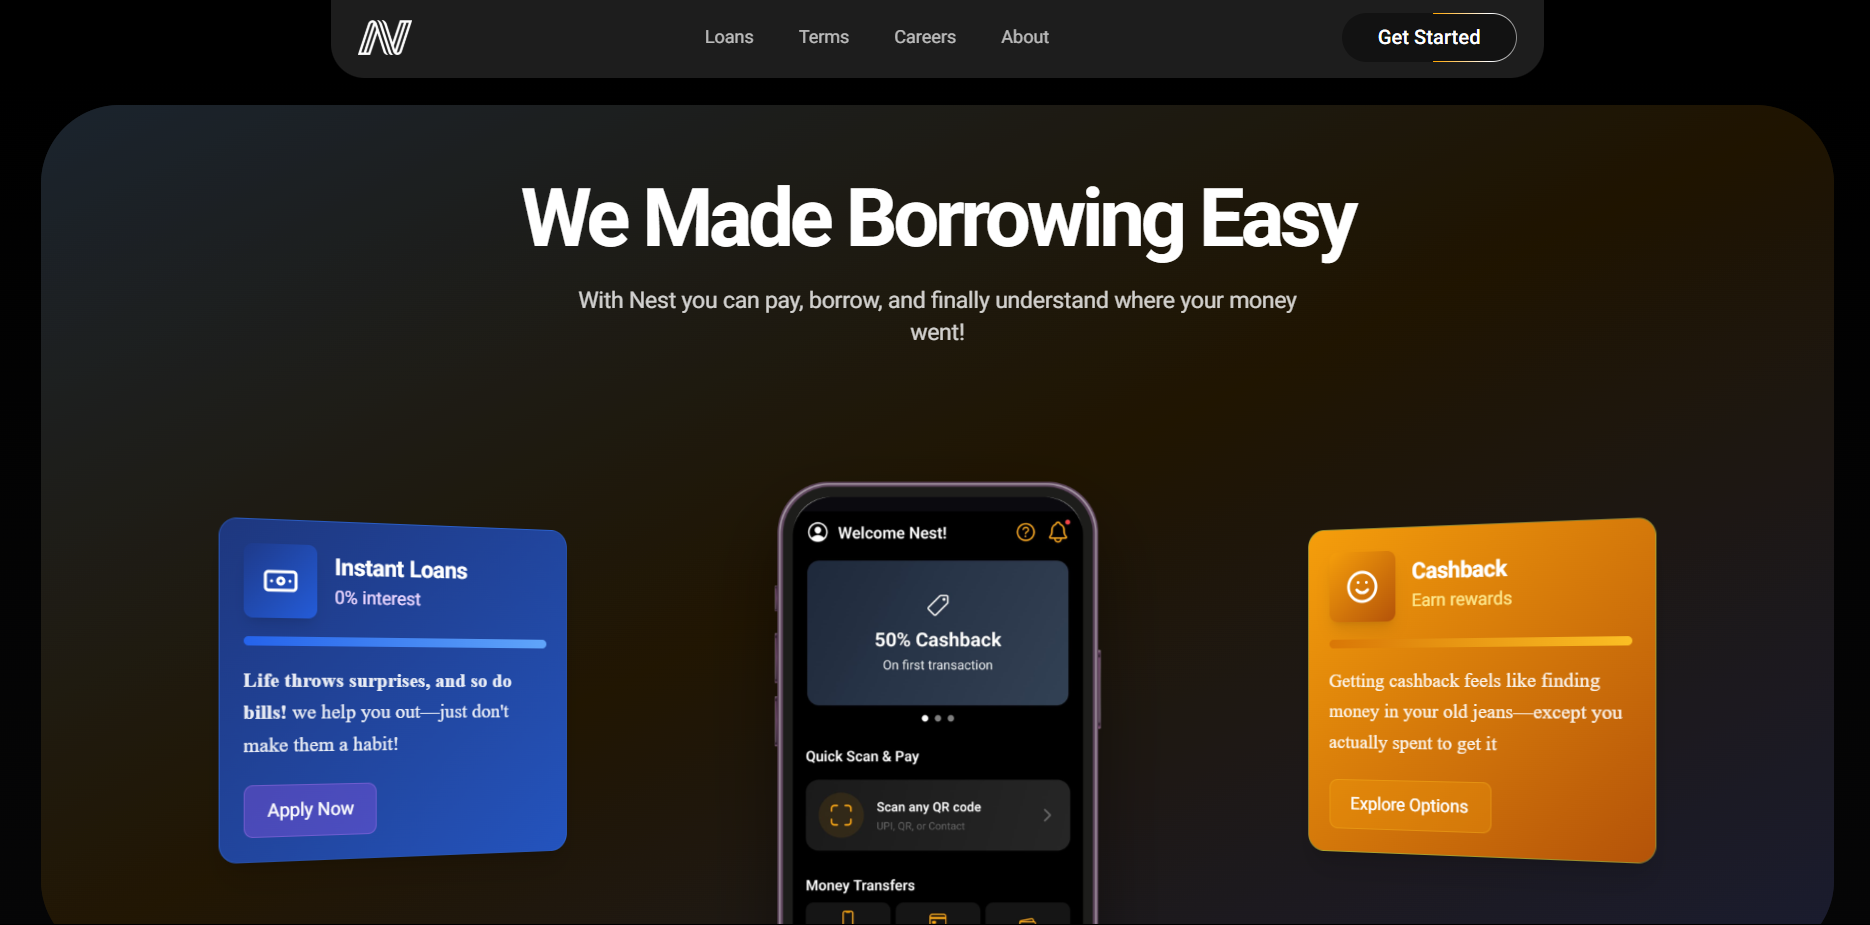 Loans
Terms
Careers
About
Get Started
We Made Borrowing Easy
With Nest you can pay, borrow, and finally understand where your money
went!
Instant Loans
0% interest
Life throws surprises, and so do
bills! we help you out—just don't
make them a habit!
Apply Now
Welcome Nest!
50% Cashback
On first transaction
Quick Scan & Pay
Scan any QR code
UPI, QR, or Contact
Money Transfers
Cashback
Earn rewards
Getting cashback feels like finding
money in your old jeans—except you
actually spent to get it
Explore Options